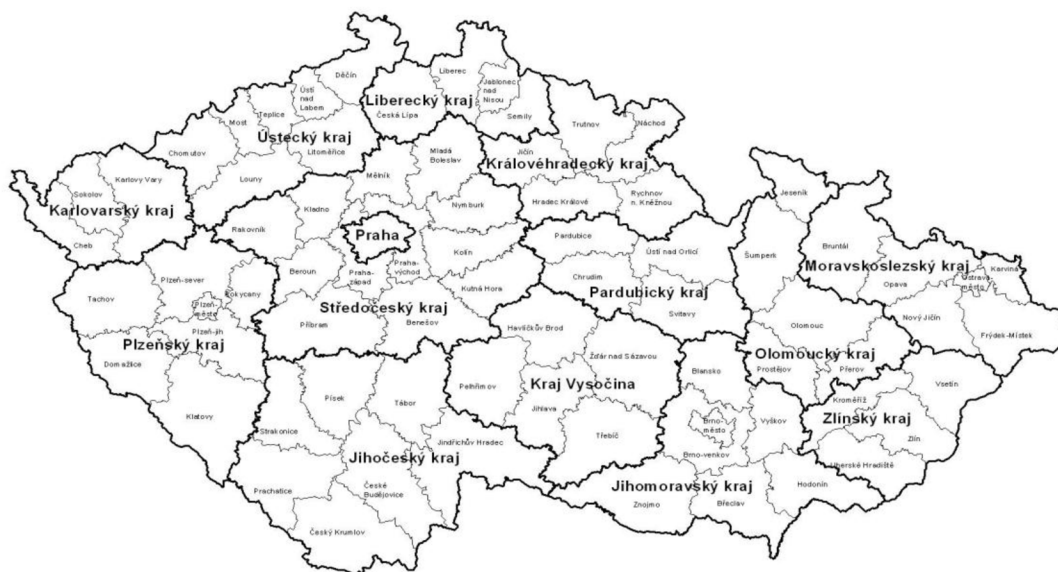 Děčín
Liberec
Ústí
nad
Labem
Jablonec
nad
Nisou
Liberecký kraj
Česká Lípa
Teplice
Most
Semily
Trutnov
Náchod
Ústecký kraj
Chomutov
Litoměřice
Mladá
Boleslav
Jičín
Královéhradecký kraj
Louny
Mělník
Karlovy Vary
Sokolov
Karlovarský kraj
Kladno
Nymburk
Hradec Králové
Rychnov
n. Kněžnou
Jeseník
Cheb
Rakovník
Praha
Pardubice
Ústí nad Orlicí
Šumperk
Bruntál
Kolín
Beroun
Praha-
západ
Praha-
východ
Moravskoslezský kraj
Karviná
Ostrava-
město
Opava
Plzeň-sever
Tachov
Rokycany
Plzeň-
město
Kutná Hora
Chrudim
Pardubický kraj
Středočeský kraj
Příbram
Benešov
Svitavy
Nový Jičín
Frýdek-Místek
Plzeň-jih
Plzeňský kraj
Havlíčkův Brod
Olomouc
Olomoucký kraj
Domažlice
Žďár nad Sázavou
Blansko
Prostějov
Přerov
Vsetín
Pelhřimov
Kraj Vysočina
Písek
Tábor
Kroměříž
Klatovy
Jihlava
Zlínský kraj
Brno-
město
Vyškov
Strakonice
Třebíč
Zlín
Jindřichův Hradec
Jihočeský kraj
Brno-venkov
Uherské Hradiště
Prachatice
České
Budějovice
Jihomoravský kraj
Hodonín
Znojmo
Břeclav
Český Krumlov